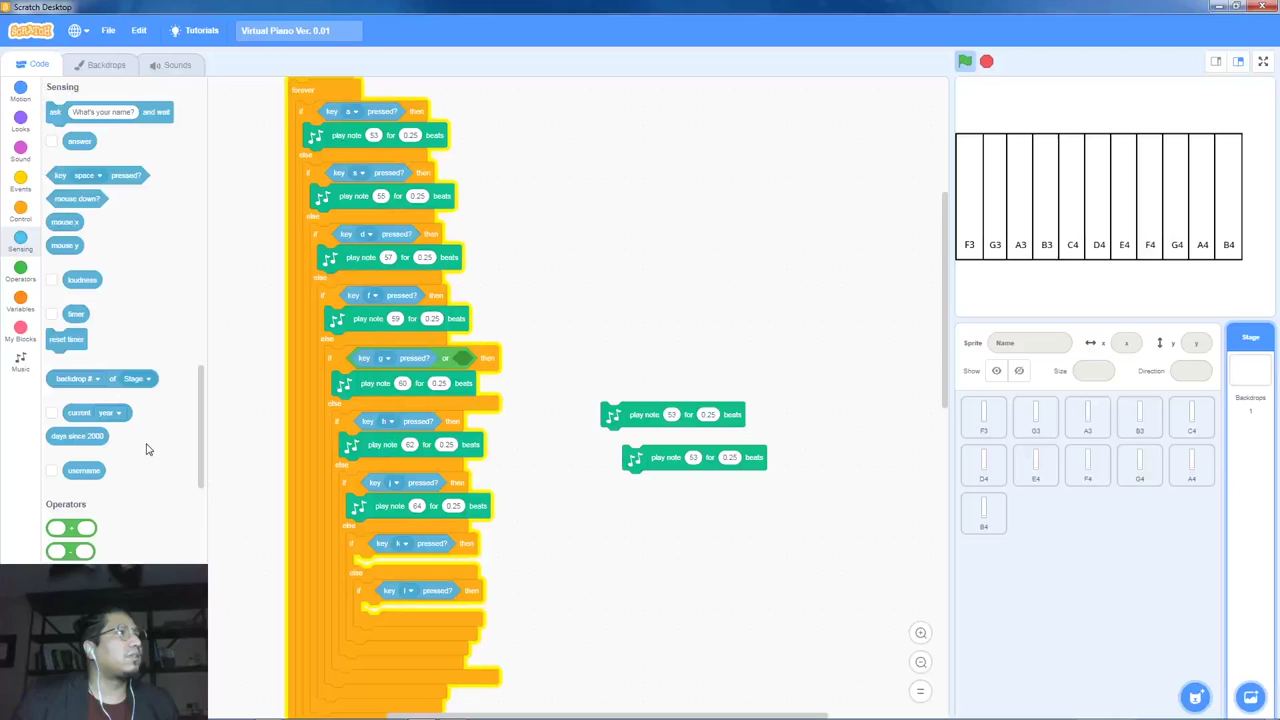 Scratch Desktop
SCRATCH File Edit Tutorials Virtual Piano Ver. 0.01
Code Backdrops Sounds
Motion
Looks
Sound
Events
Control
Sensing
Operators
Variables
My Blocks
Music
Sensing
ask What's your name? and wait
answer
key space pressed?
mouse down?
mouse x
mouse y
loudness
timer
reset timer
backdrop # of Stage
current year
days since 2000
username
Operators
+
-
forever
if key a pressed? then
play note 53 for 0.25 beats
else
if key s pressed? then
play note 55 for 0.25 beats
else
if key d pressed? then
play note 57 for 0.25 beats
else
if key f pressed? then
play note 59 for 0.25 beats
else
if key g pressed? or then
play note 60 for 0.25 beats
else
if key h pressed? then
play note 62 for 0.25 beats
else
if key j pressed? then
play note 64 for 0.25 beats
else
if key k pressed? then
else
if key l pressed? then
play note 53 for 0.25 beats
play note 53 for 0.25 beats
F3 G3 A3 B3 C4 D4 E4 F4 G4 A4 B4
Sprite Name x x y y
Show Size Direction
F3 G3 A3 B3 C4
D4 E4 F4 G4 A4
B4
Stage
Backdrops
1